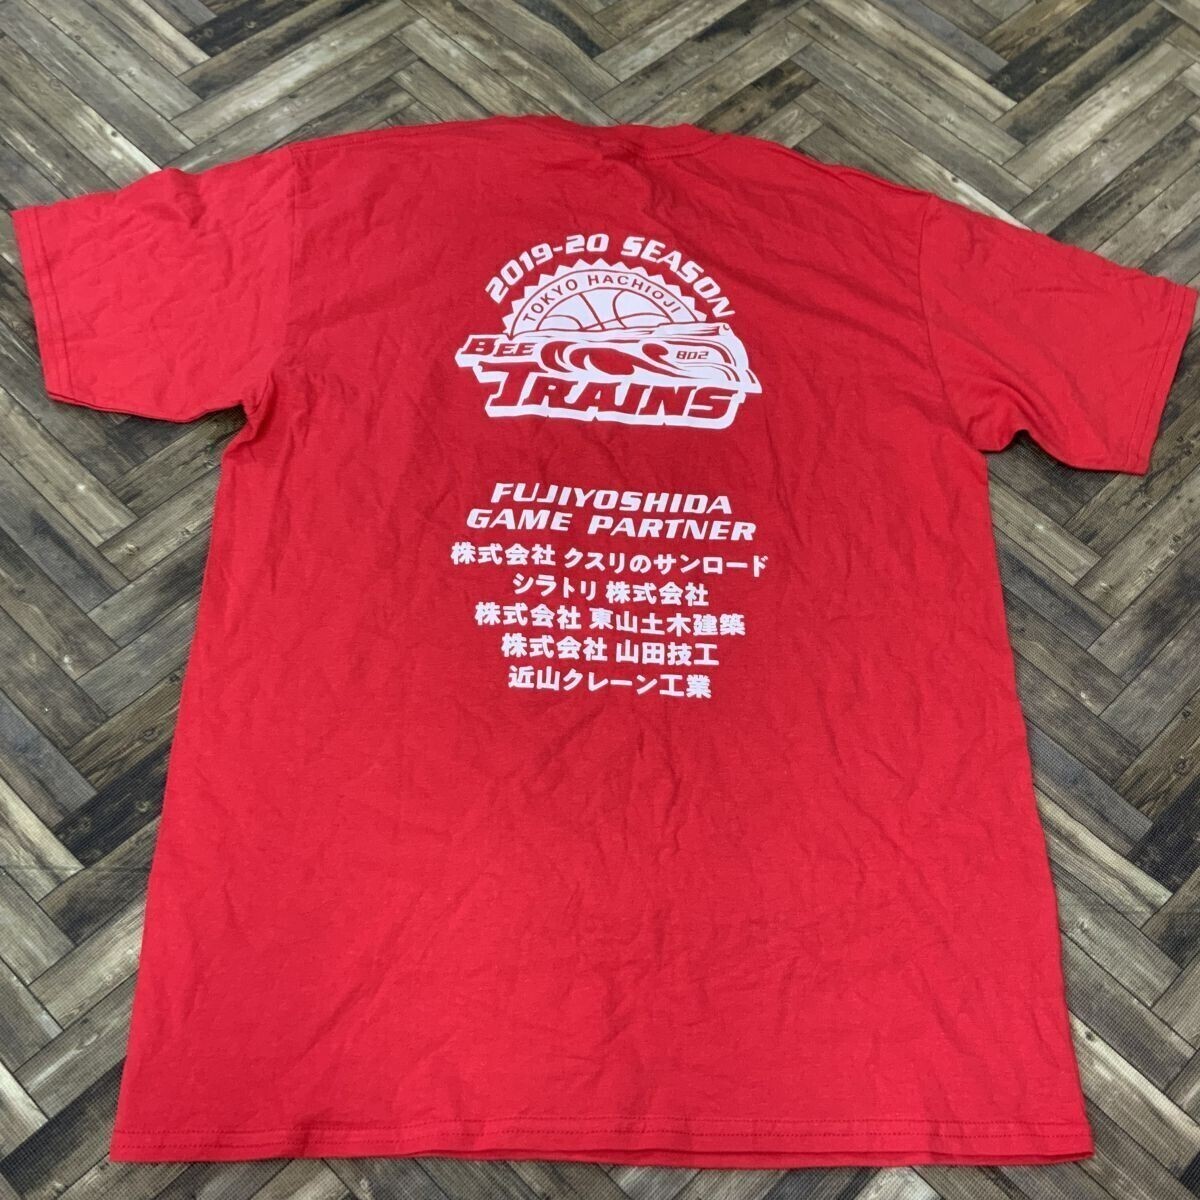 2019-20 SEASON
TOKYO HACHIOJI
BEE 802
TRAINS
FUJIYOSHIDA
GAME PARTNER
株式会社 クスリのサンロード
シラトリ 株式会社
株式会社 東山土木建築
株式会社 山田技工
近山クレーン工業